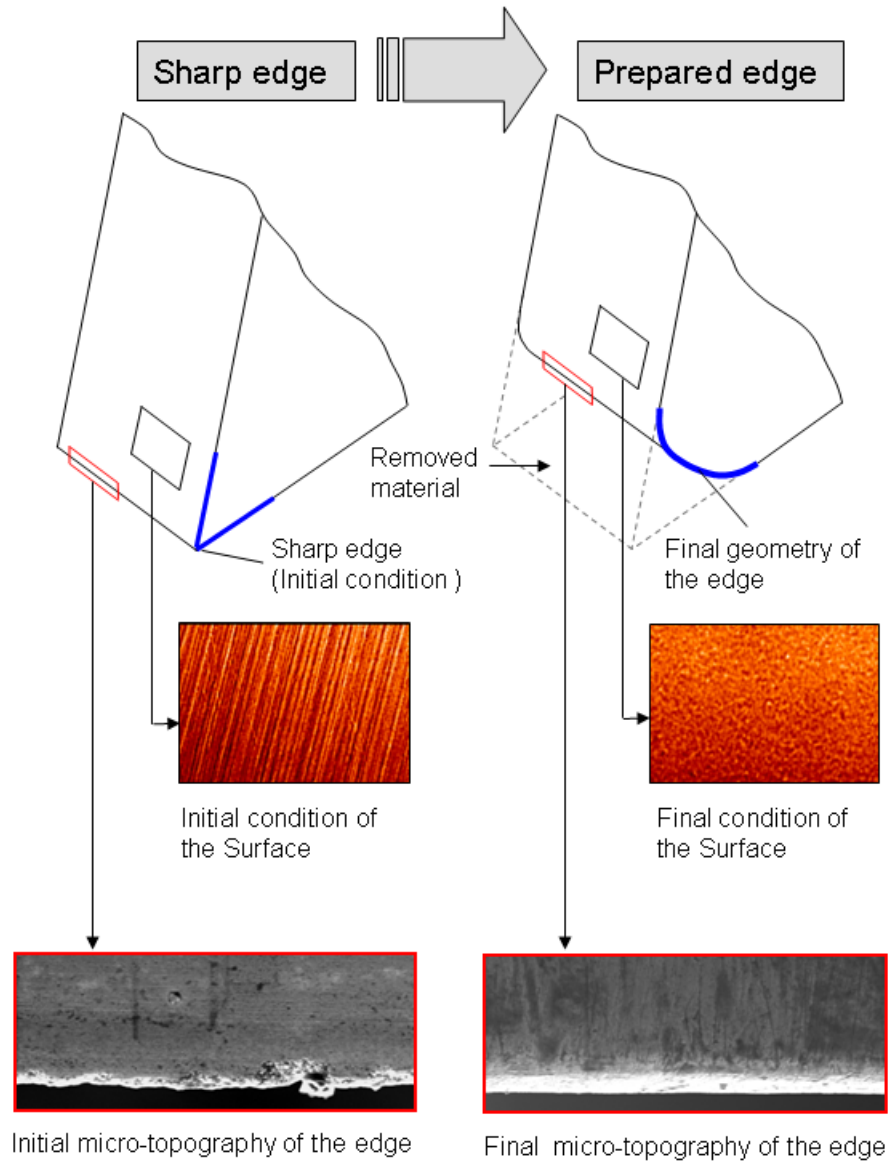 Sharp edge
Prepared edge
Removed
material
Sharp edge
(Initial condition )
Final geometry of
the edge
Initial condition of
the Surface
Final condition of
the Surface
Initial micro-topography of the edge
Final  micro-topography of the edge